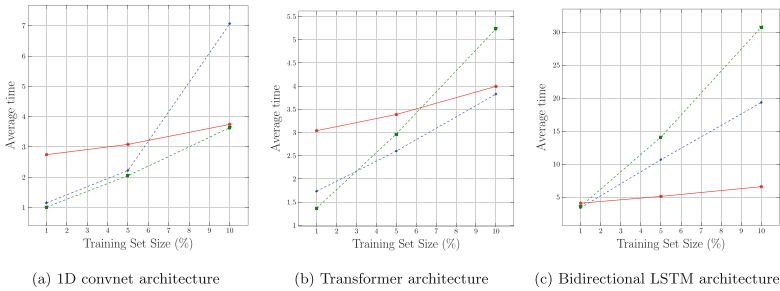 7
6
5
4
3
2
1
Average time
1 2 3 4 5 6 7 8 9 10
Training Set Size (%)
(a) 1D convnet architecture
5.5
5
4.5
4
3.5
3
2.5
2
1.5
1
Average time
1 2 3 4 5 6 7 8 9 10
Training Set Size (%)
(b) Transformer architecture
30
25
20
15
10
5
Average time
1 2 3 4 5 6 7 8 9 10
Training Set Size (%)
(c) Bidirectional LSTM architecture